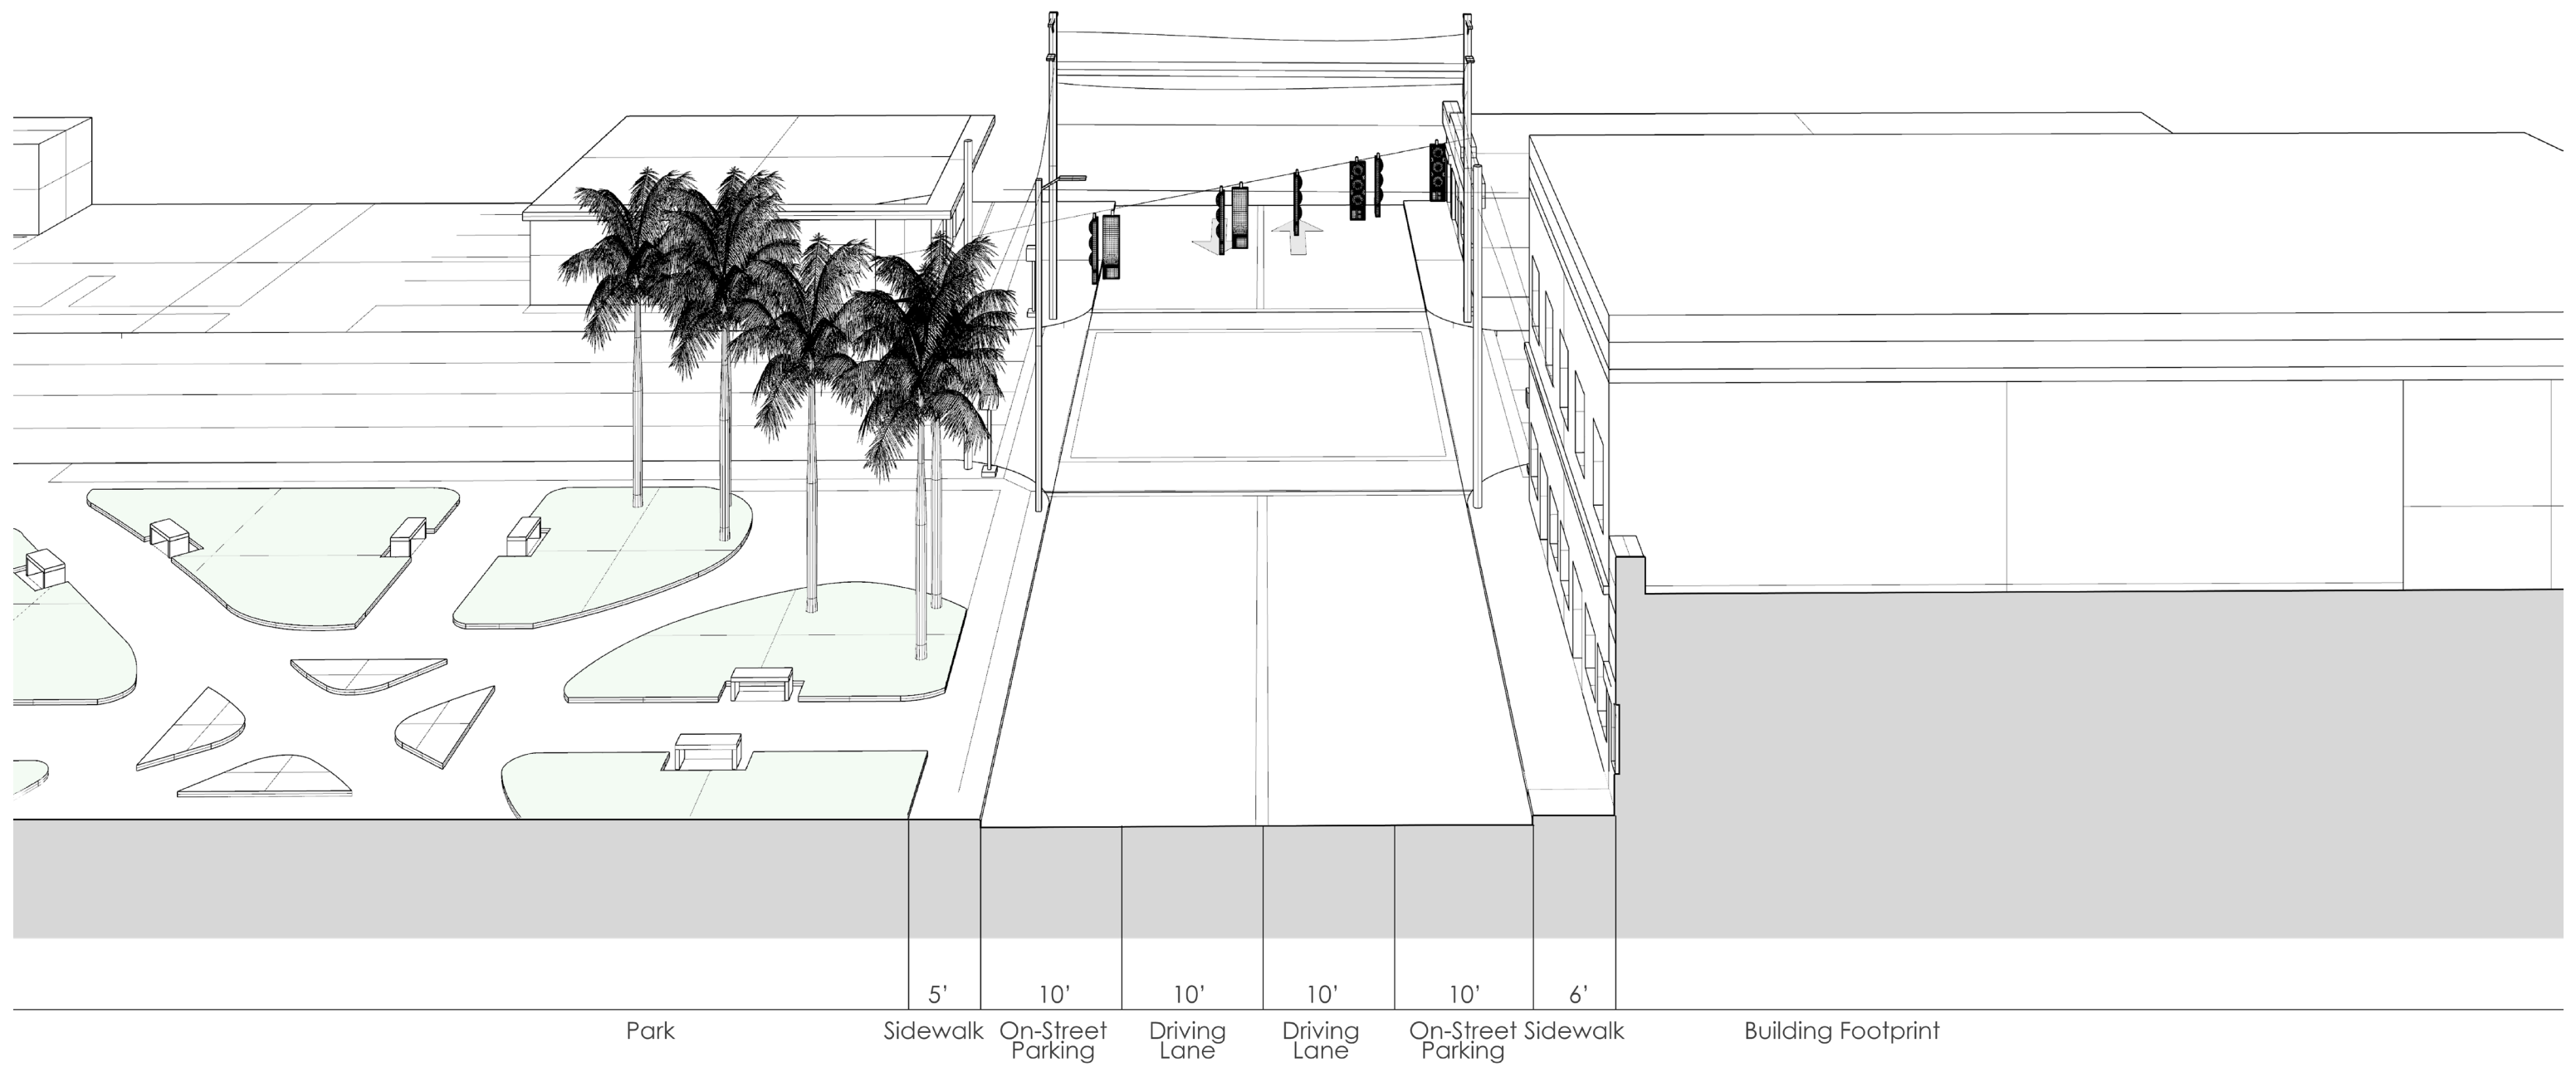 5’ 10’ 10’ 10’ 10’ 6’
Park Sidewalk On-Street Driving Driving On-Street Sidewalk Building Footprint
Parking Lane Lane Parking